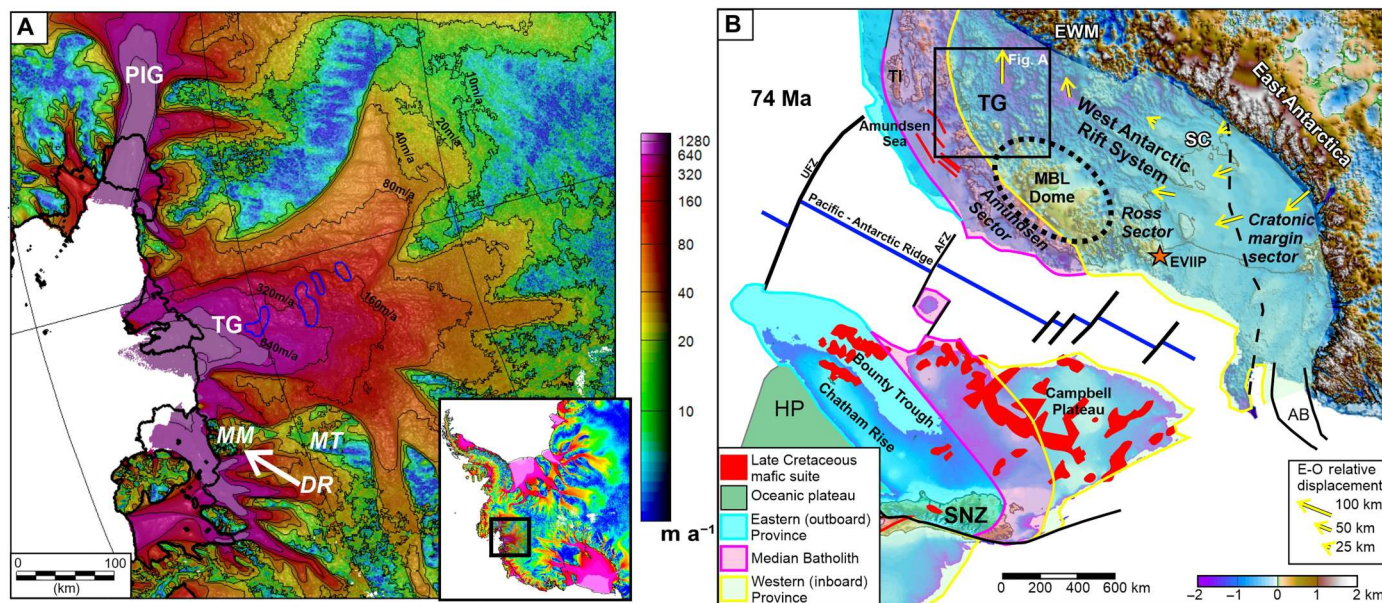 A
PIG
10m/a
20m/a
40m/a
80m/a
320m/a
160m/a
TG
640m/a
MM
MT
DR
0
100
(km)
1280
640
320
160
80
40
20
10
m a⁻¹
B
EWM
Fig. A
TI
74 Ma
TG
East Antarctica
Amundsen
Sea
West Antarctic
Rift System
SC
UFZ
MBL
Dome
Amundsen
Sector
Ross
Sector
Cratonic
margin
sector
Pacific - Antarctic Ridge
AFZ
EVIIP
Bounty Trough
Campbell
Plateau
Chatham Rise
HP
AB
SNZ
Late Cretaceous
mafic suite
Oceanic plateau
Eastern (outboard)
Province
Median Batholith
Western (inboard)
Province
E-O relative
displacement
100 km
50 km
25 km
0 200 400 600 km
−2 −1 0 1 2 km